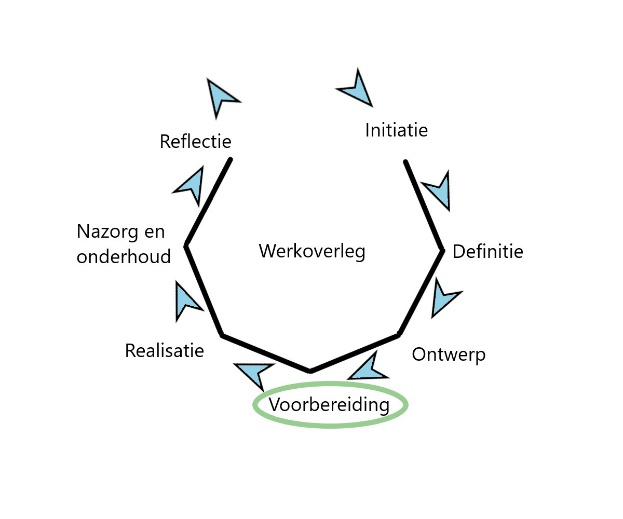 Reflectie
Initiatie
Nazorg en
onderhoud
Werkoverleg
Definitie
Realisatie
Ontwerp
Voorbereiding